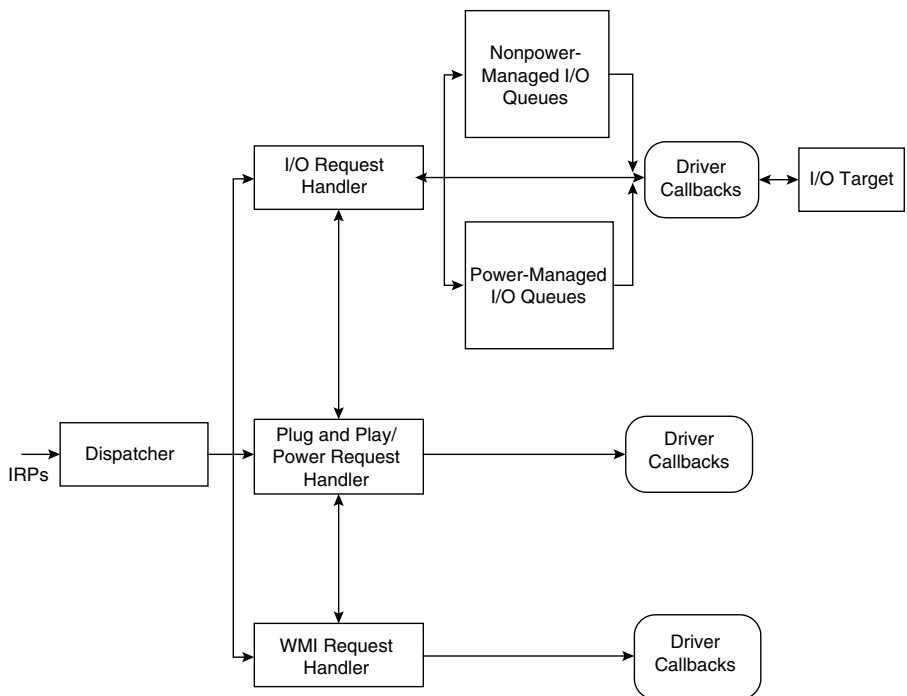 Nonpower-
Managed I/O
Queues
I/O Request
Handler
Driver
Callbacks
I/O Target
Power-Managed
I/O Queues
IRPs
Dispatcher
Plug and Play/
Power Request
Handler
Driver
Callbacks
WMI Request
Handler
Driver
Callbacks